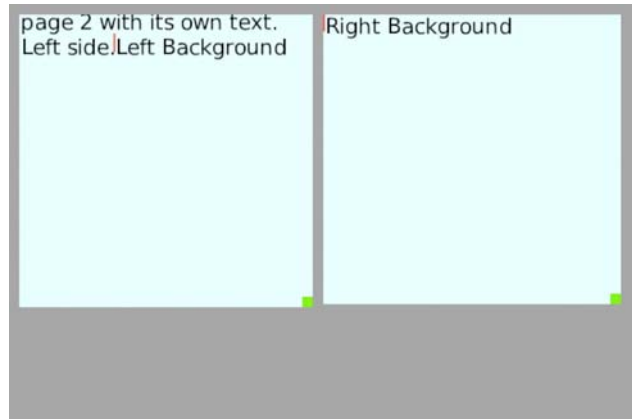 page 2 with its own text.
Left side.Left Background
Right Background